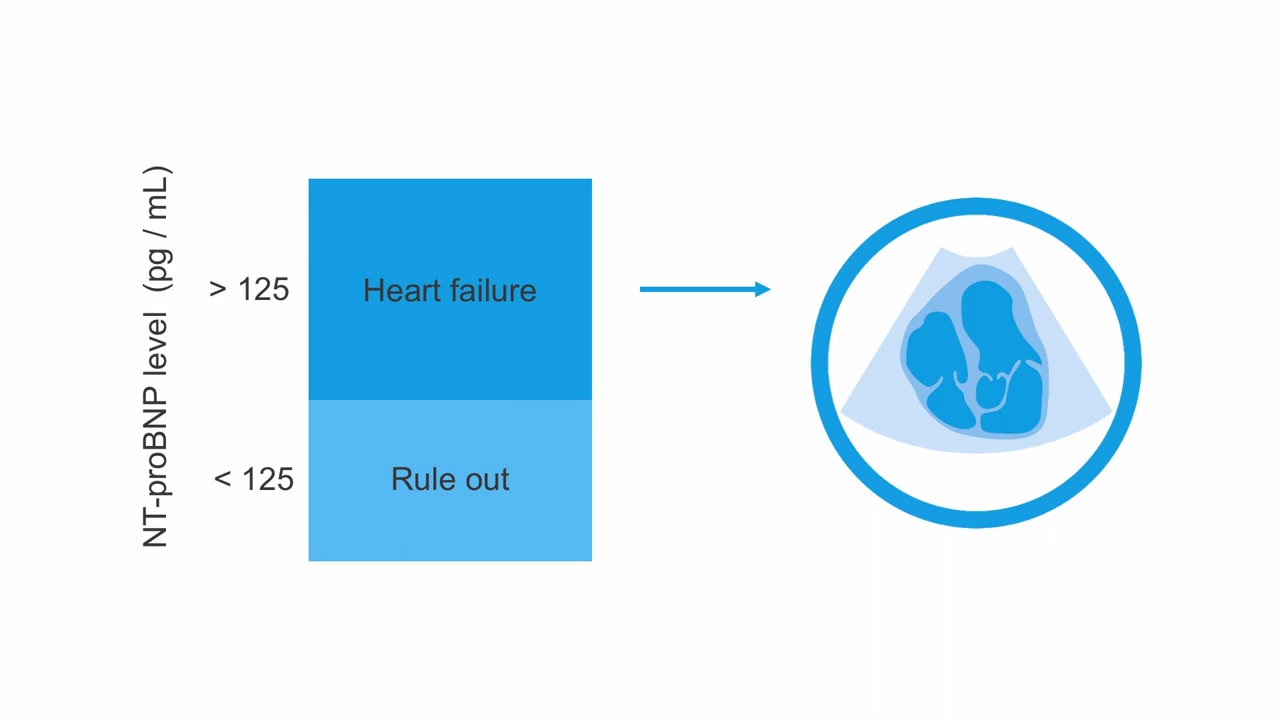 NT-proBNP level (pg / mL)
> 125
Heart failure
< 125
Rule out